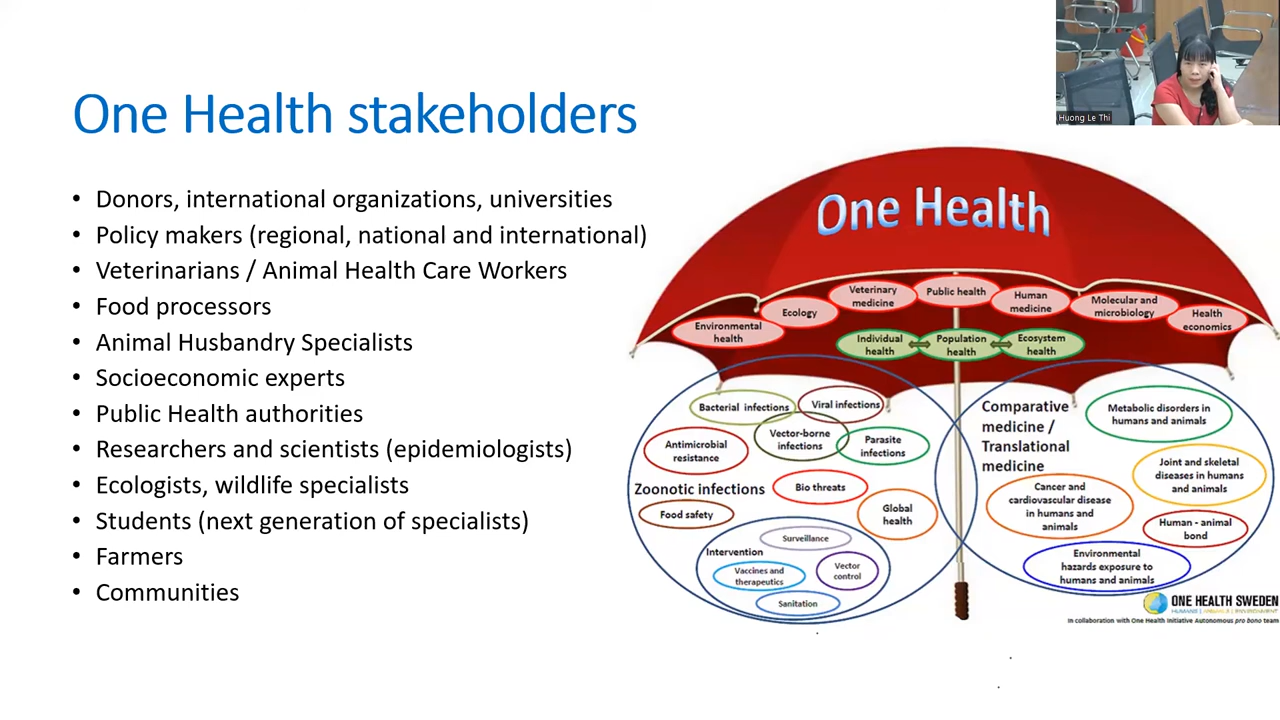 Huong Le Thi
One Health stakeholders
• Donors, international organizations, universities
• Policy makers (regional, national and international)
• Veterinarians / Animal Health Care Workers
• Food processors
• Animal Husbandry Specialists
• Socioeconomic experts
• Public Health authorities
• Researchers and scientists (epidemiologists)
• Ecologists, wildlife specialists
• Students (next generation of specialists)
• Farmers
• Communities
One Health
Environmental
health
Ecology
Veterinary
medicine
Public health
Human
medicine
Molecular and
microbiology
Health
economics
Individual
health
Population
health
Ecosystem
health
Bacterial infections
Viral infections
Antimicrobial
resistance
Vector-borne
infections
Parasite
infections
Zoonotic infections
Bio threats
Food safety
Global
health
Surveillance
Intervention
Vaccines and
therapeutics
Vector
control
Sanitation
Comparative
medicine /
Translational
medicine
Metabolic disorders in
humans and animals
Joint and skeletal
diseases in humans
and animals
Cancer and
cardiovascular disease
in humans and
animals
Human - animal
bond
Environmental
hazards exposure to
humans and animals
ONE HEALTH SWEDEN
HUMANS | ANIMALS | ENVIRONMENT
In collaboration with One Health Initiative Autonomous pro bono team